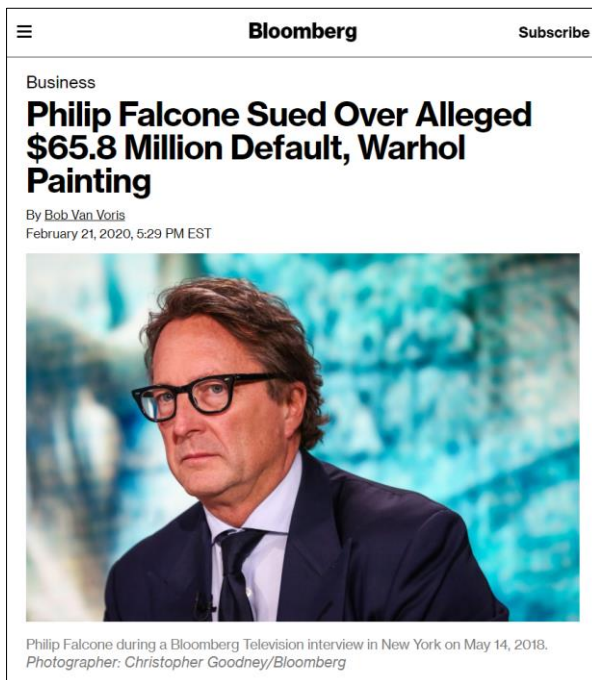 Bloomberg
Subscribe
Business
Philip Falcone Sued Over Alleged
$65.8 Million Default, Warhol
Painting
By Bob Van Voris
February 21, 2020, 5:29 PM EST
Philip Falcone during a Bloomberg Television interview in New York on May 14, 2018.
Photographer: Christopher Goodney/Bloomberg